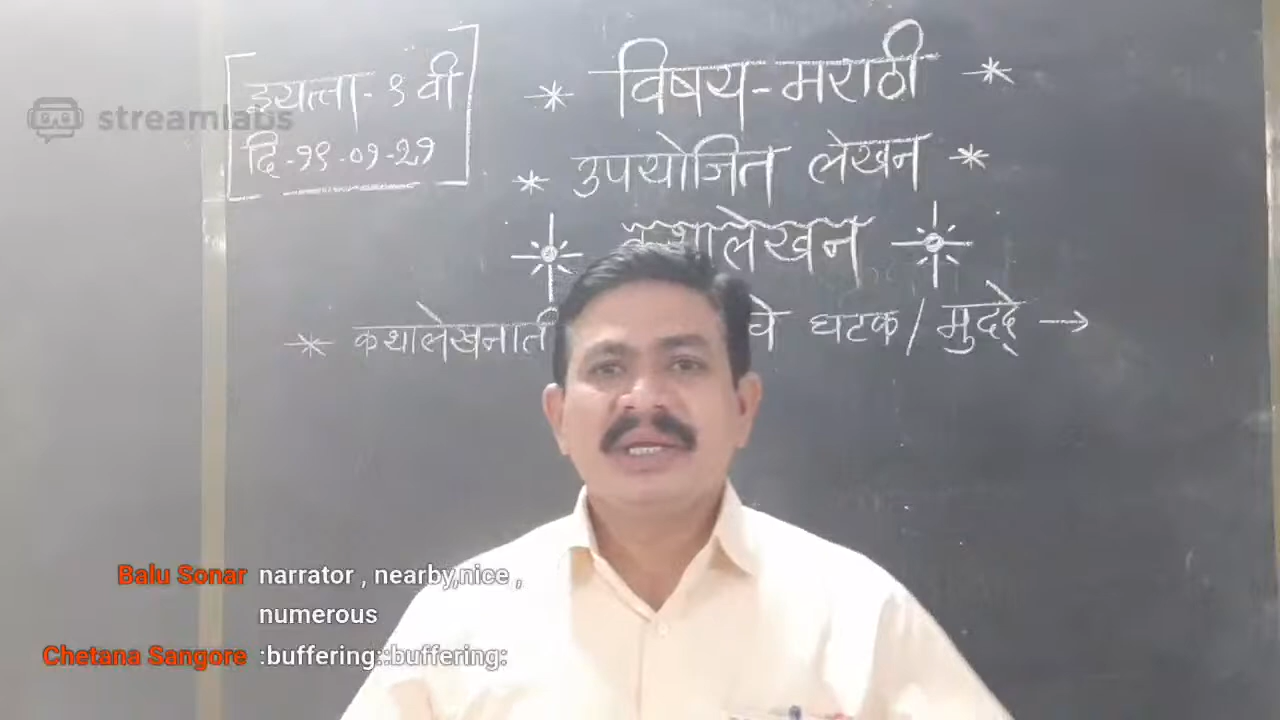 इयत्ता - ९ वी
दि - १९ - ०१ - २१
streamlabs
* विषय - मराठी *
* उपयोजित लेखन *
कथालेखन
* घटक / मुद्दे →
Balu Sonar narrator , nearby,nice ,
numerous
Chetana Sangore :buffering::buffering: